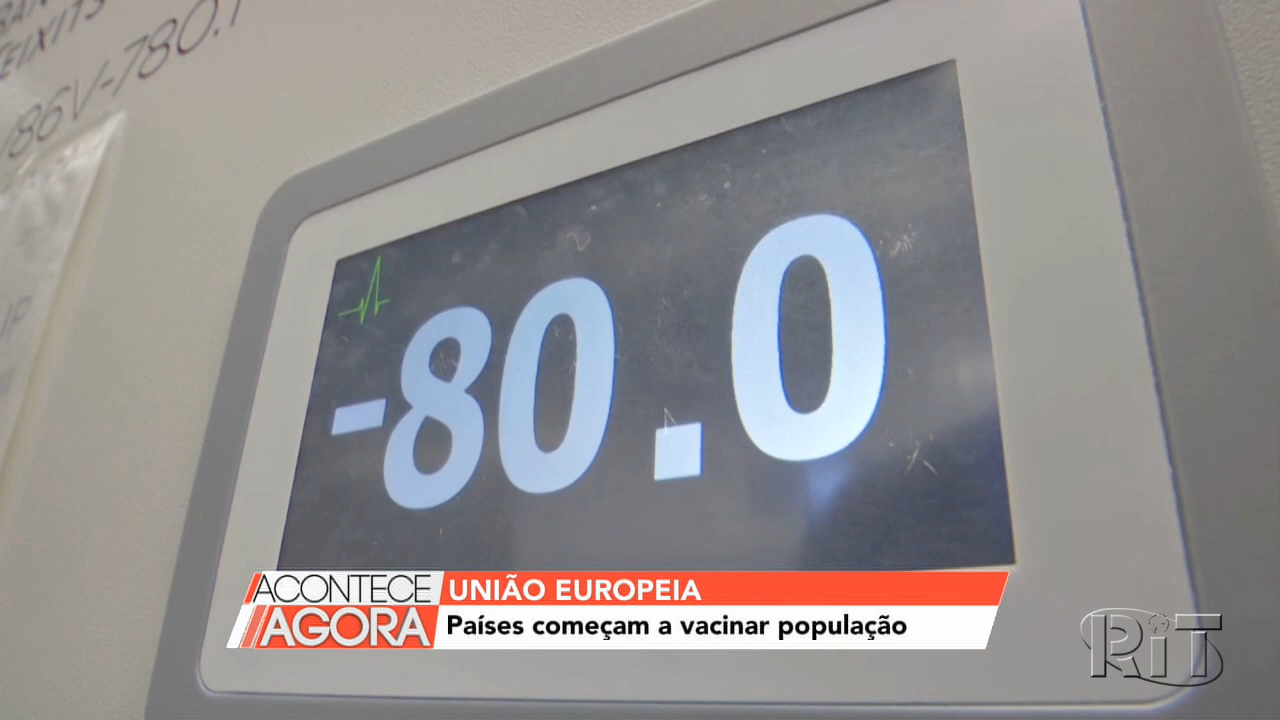 -80.0
ACONTECE
AGORA
UNIÃO EUROPEIA
Países começam a vacinar população
RiT